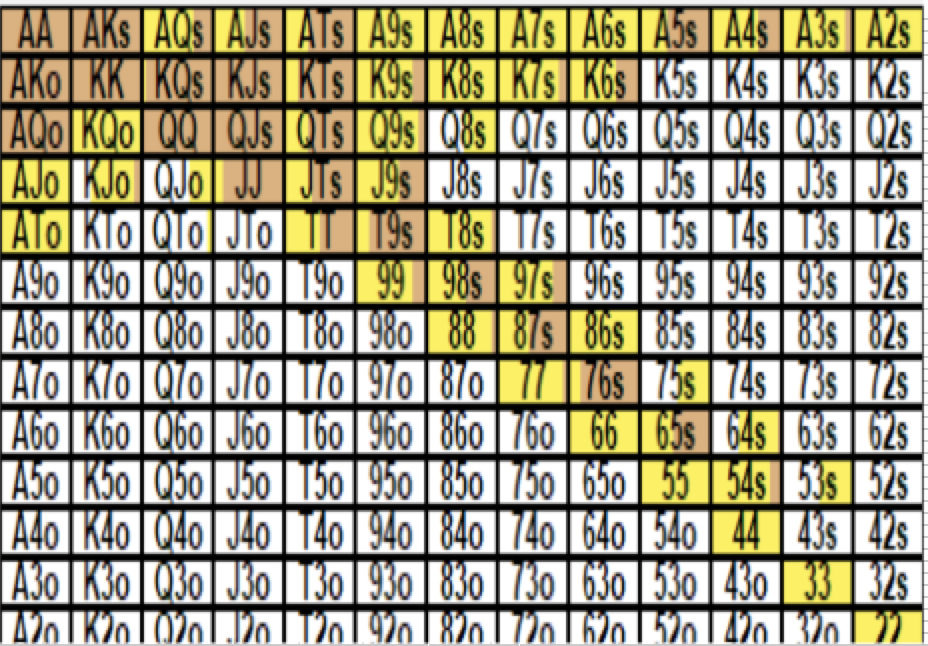 AA AKs AQs AJs ATs A9s A8s A7s A6s A5s A4s A3s A2s
AKo KK KQs KJs KTs K9s K8s K7s K6s K5s K4s K3s K2s
AQo KQo QQ QJs QTs Q9s Q8s Q7s Q6s Q5s Q4s Q3s Q2s
AJo KJo QJo JJ JTs J9s J8s J7s J6s J5s J4s J3s J2s
ATo KTo QTo JTo TT T9s T8s T7s T6s T5s T4s T3s T2s
A9o K9o Q9o J9o T9o 99 98s 97s 96s 95s 94s 93s 92s
A8o K8o Q8o J8o T8o 98o 88 87s 86s 85s 84s 83s 82s
A7o K7o Q7o J7o T7o 97o 87o 77 76s 75s 74s 73s 72s
A6o K6o Q6o J6o T6o 96o 86o 76o 66 65s 64s 63s 62s
A5o K5o Q5o J5o T5o 95o 85o 75o 65o 55 54s 53s 52s
A4o K4o Q4o J4o T4o 94o 84o 74o 64o 54o 44 43s 42s
A3o K3o Q3o J3o T3o 93o 83o 73o 63o 53o 43o 33 32s
A2o K2o Q2o J2o T2o 92o 82o 72o 62o 52o 42o 32o 22